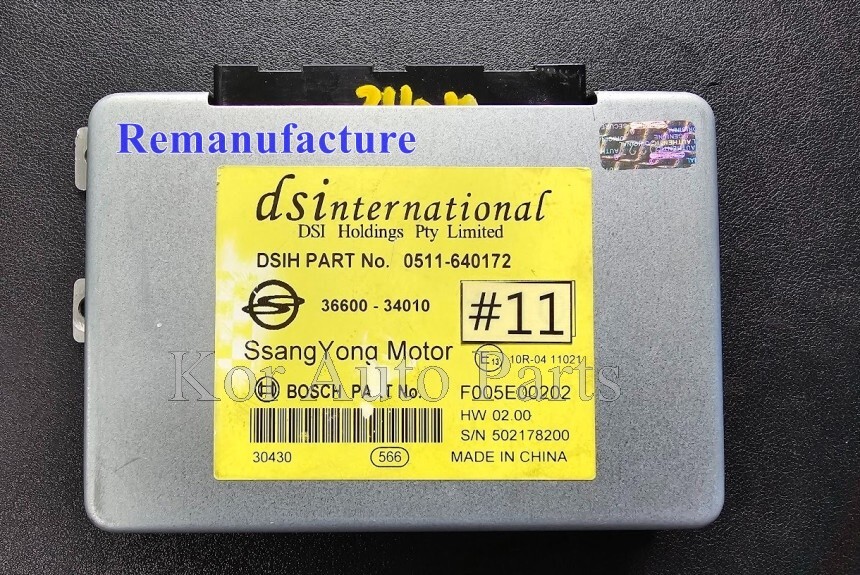 Remanufacture
dsinternational
DSI Holdings Pty Limited
DSIH PART No. 0511-640172
36600 - 34010
#11
SsangYong Motor
E13 10R-04 11021
Kor Auto Parts
BOSCH PART No. F005E00202
HW 02.00
S/N 502178200
30430 566 MADE IN CHINA